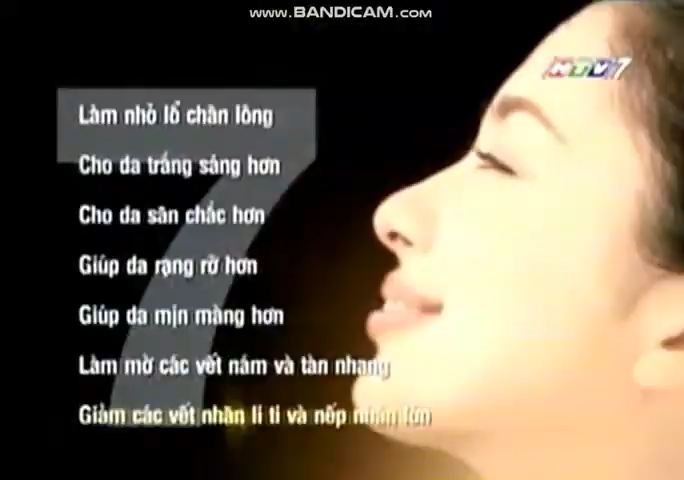 www.BANDICAM.com
HTV7
7
Làm nhỏ lổ chân lông
Cho da trắng sáng hơn
Cho da săn chắc hơn
Giúp da rạng rỡ hơn
Giúp da mịn màng hơn
Làm mờ các vết nám và tàn nhang
Giảm các vết nhăn li ti và nếp nhăn lớn